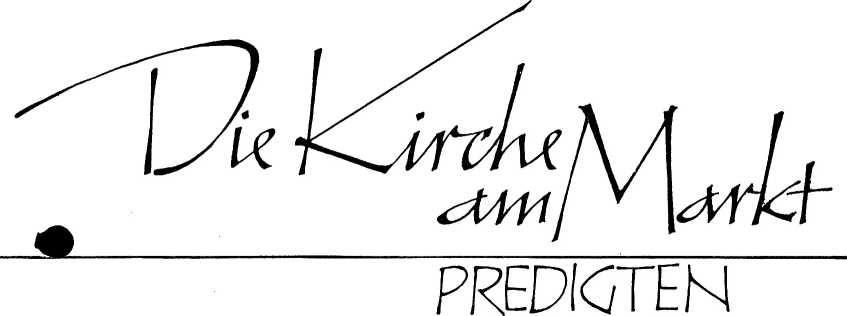 Die Kirche
am Markt
PREDIGTEN